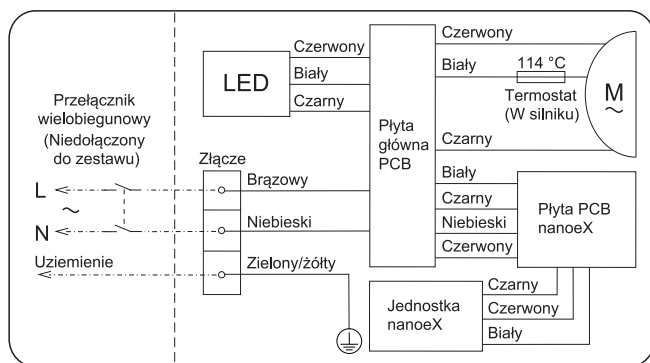 Przełącznik
wielobiegunowy
(Niedołączony
do zestawu)
L
~
N
Uziemienie
Złącze
Brązowy
Niebieski
Zielony/żółty
LED
Czerwony
Biały
Czarny
Płyta
główna
PCB
Czerwony
Biały
114 °C
Termostat
(W silniku)
Czarny
M
~
Biały
Czarny
Niebieski
Czerwony
Płyta PCB
nanoeX
Jednostka
nanoeX
Czarny
Czerwony
Biały